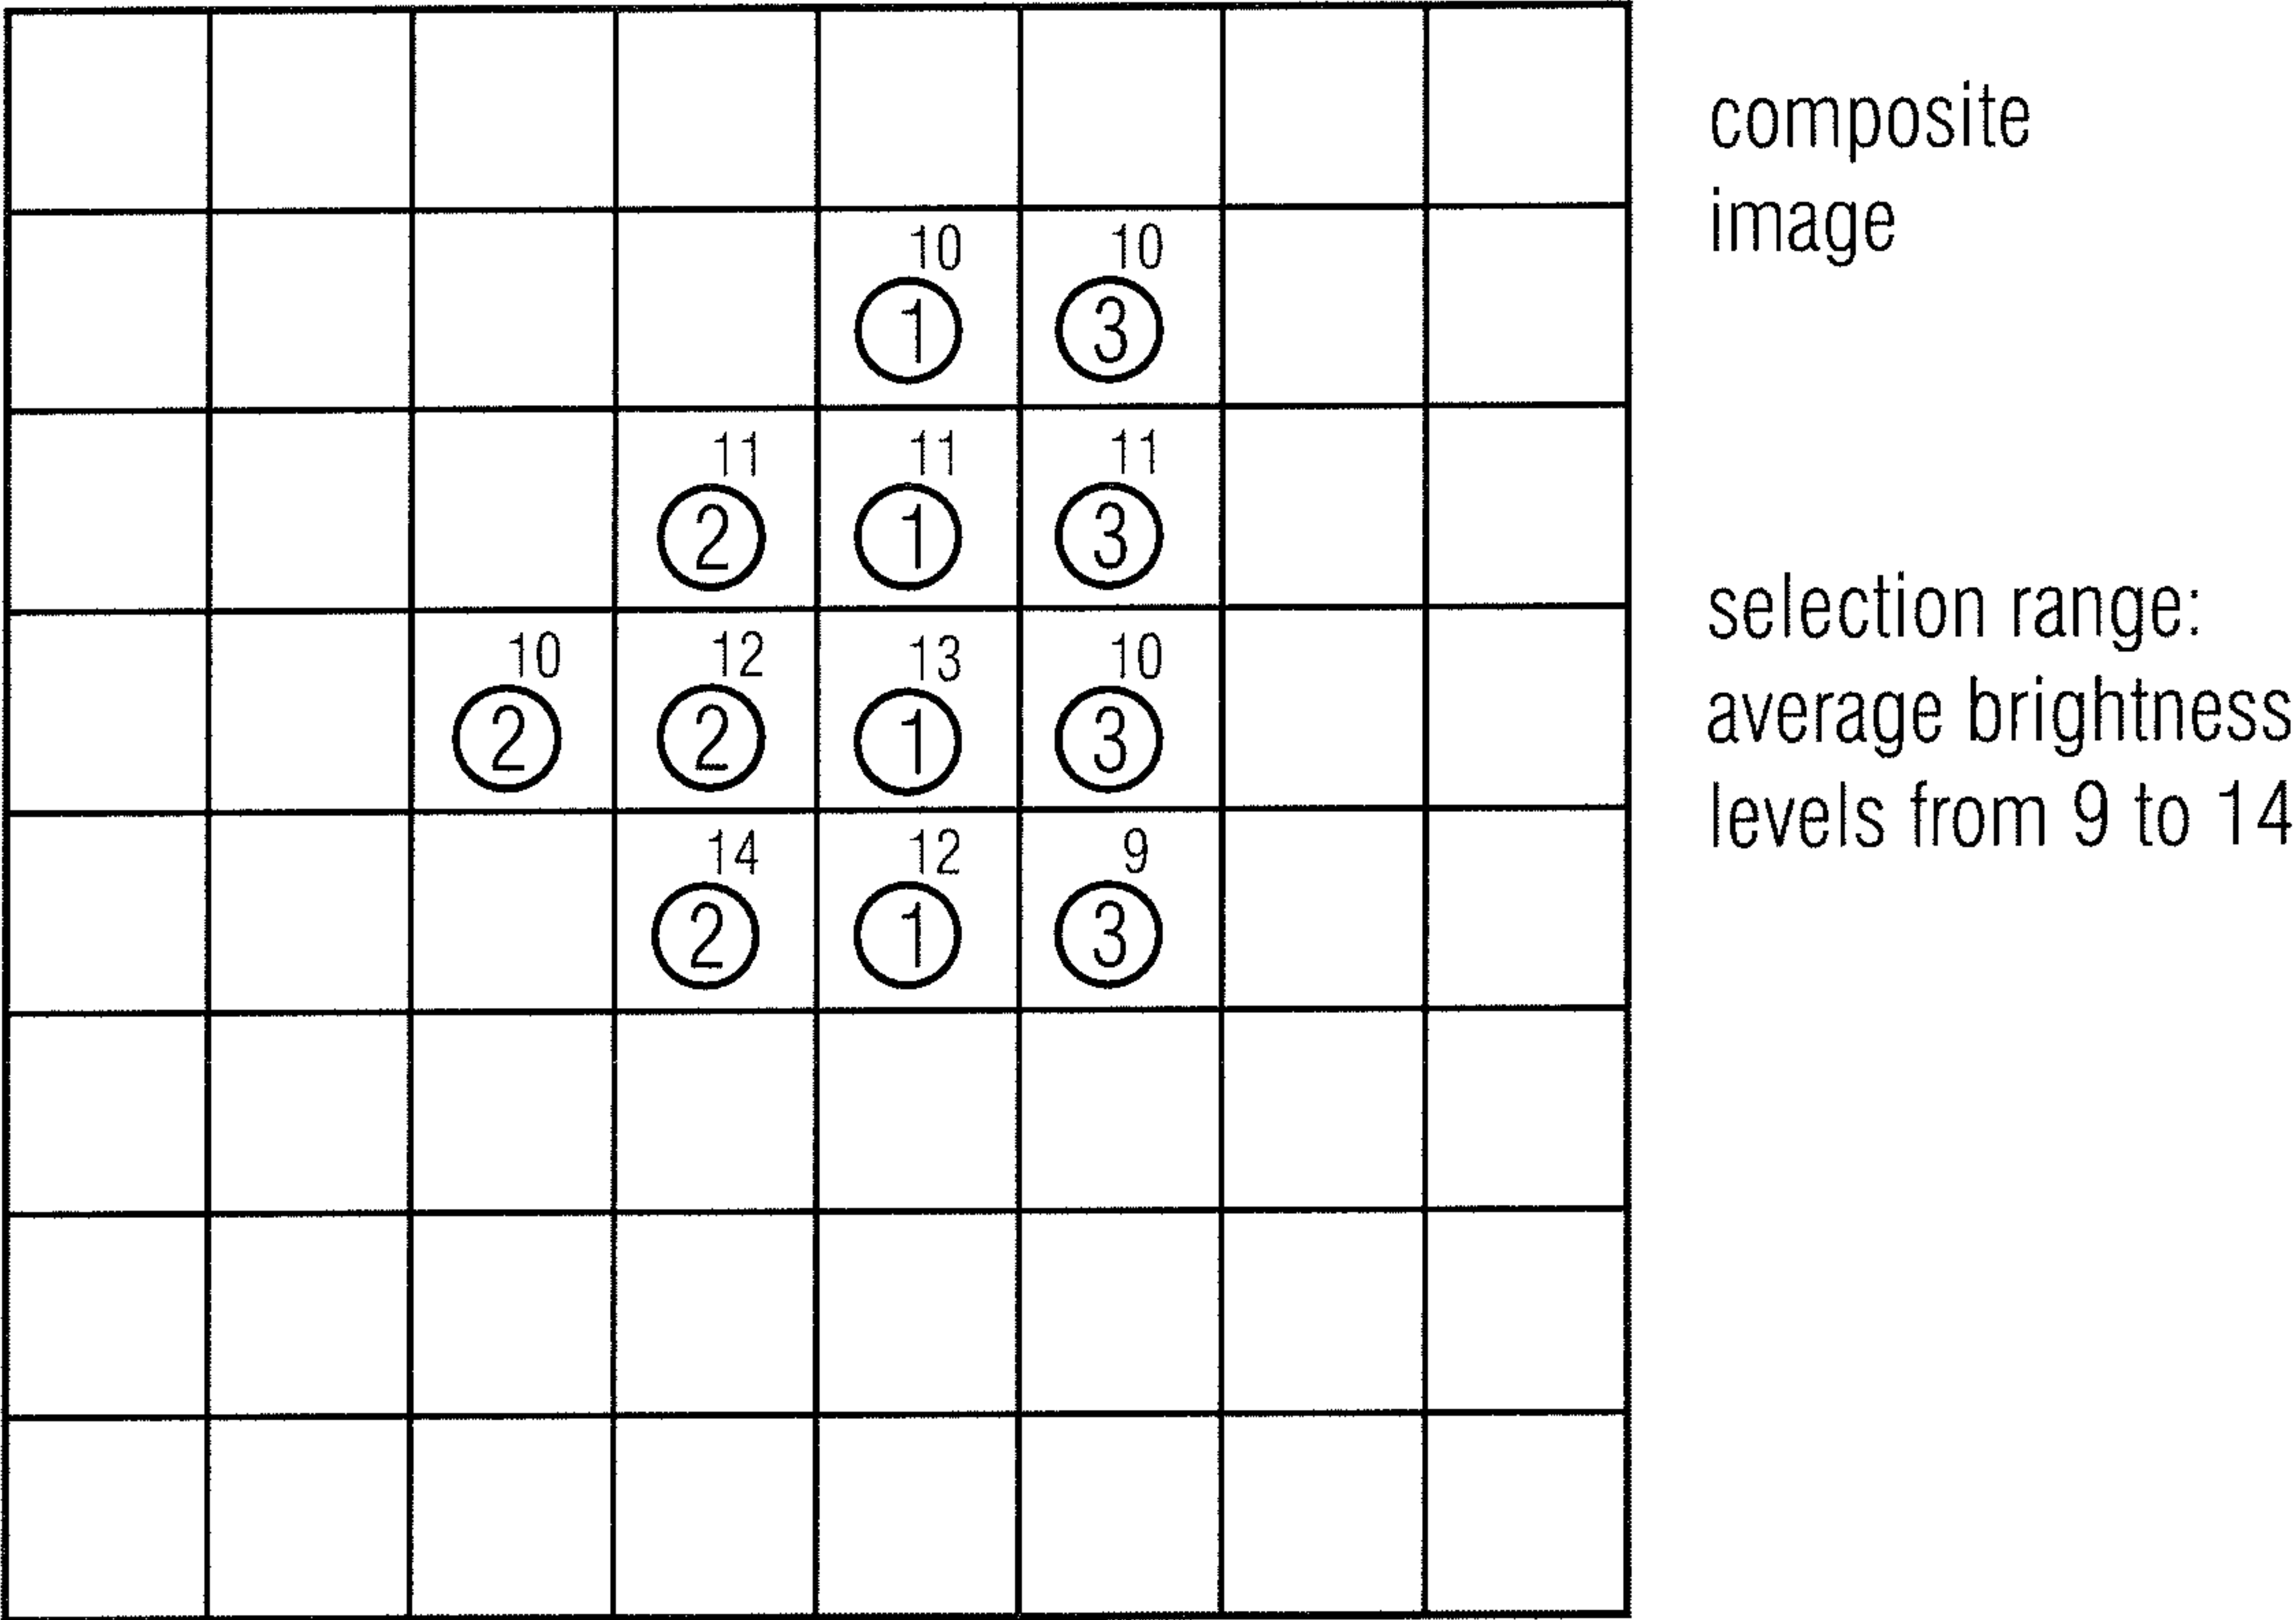 composite
image
10 10
1 3
11 11 11
2 1 3
10 12 13 10
2 2 1 3
14 12 9
2 1 3
selection range:
average brightness
levels from 9 to 14